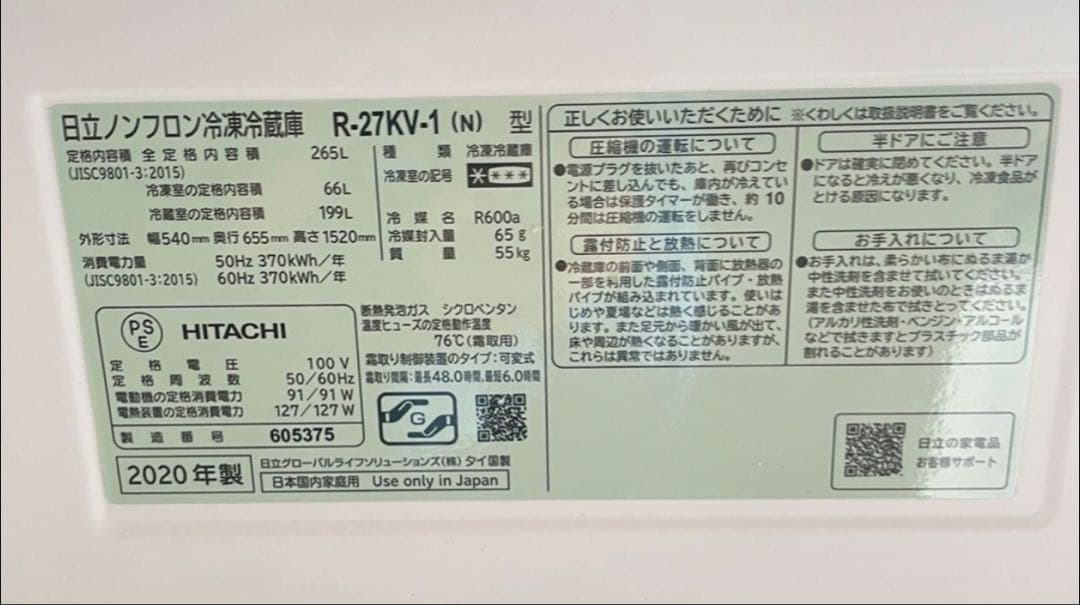 日立ノンフロン冷凍冷蔵庫 R-27KV-1 (N) 型
定格内容積 全定格内容積 265L
(JISC9801-3:2015)
冷凍室の定格内容積 66L
冷蔵室の定格内容積 199L
外形寸法 幅540mm 奥行655mm 高さ1520mm
消費電力量 50Hz 370kWh/年
(JISC9801-3:2015) 60Hz 370kWh/年
種類 冷凍冷蔵庫
冷凍室の記号 ****
冷媒名 R600a
冷媒封入量 65g
質量 55kg
PSE HITACHI
定格電圧 100V
定格周波数 50/60Hz
電動機の定格消費電力 91/91W
電熱装置の定格消費電力 127/127W
製造番号 605375
断熱発泡ガス シクロペンタン
温度ヒューズの定格動作温度
76℃(霜取用)
霜取り制御装置のタイプ:可変式
霜取り間隔:最長48.0時間,最短6.0時間
G
2020年製
日立グローバルライフソリューションズ(株) タイ国製
日本国内家庭用 Use only in Japan
正しくお使いいただくために ※くわしくは取扱説明書をご覧ください。
圧縮機の運転について
●電源プラグを抜いたあと、再びコンセ
ントに差し込んでも、庫内が冷えてい
る場合は保護タイマーが働き、約10
分間は圧縮機の運転をしません。
露付防止と放熱について
●冷蔵庫の前面や側面、背面に放熱器の
一部を利用した露付防止パイプ・放熱
パイプが組み込まれています。使いは
じめや夏場などは熱く感じることがあ
ります。また足元から暖かい風が出て、
床や周辺が熱くなることがありますが、
これらは異常ではありません。
半ドアにご注意
●ドアは確実に閉めてください。半ドア
になると冷えが悪くなり、冷凍食品が
とける原因になります。
お手入れについて
●お手入れは、柔らかい布にぬるま湯か
中性洗剤を含ませて拭いてください。
また中性洗剤をお使いのときはぬるま
湯を含ませた布で拭きとってください。
(アルカリ性洗剤・ベンジン・アルコール
などで拭きますとプラスチック部品が
割れることがあります)
日立の家電品
お客様サポート